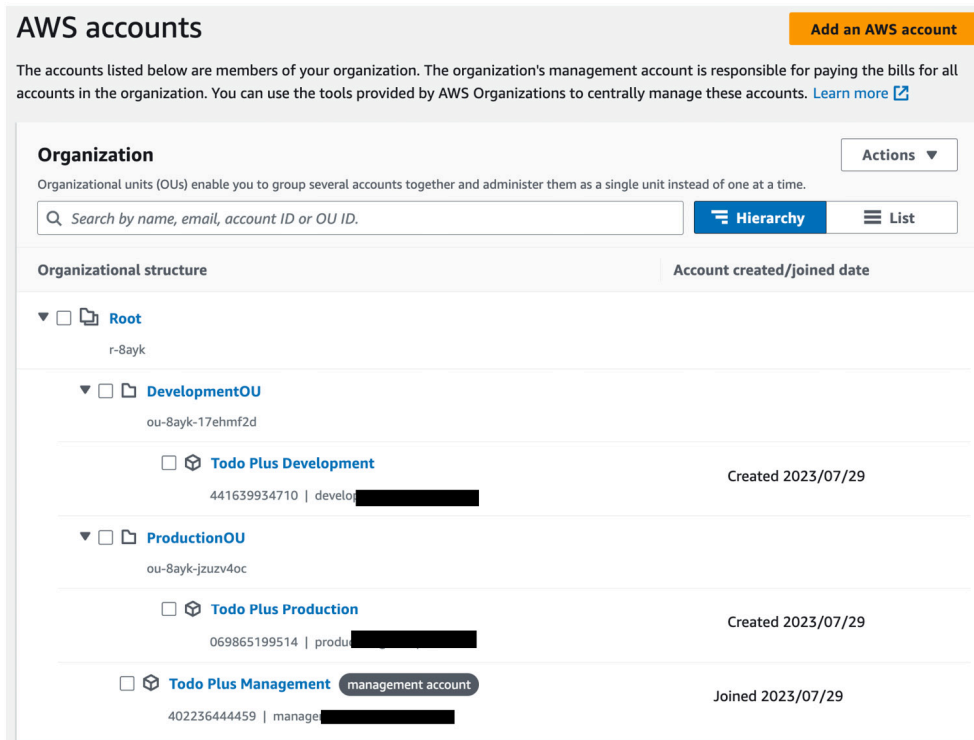 AWS accounts
Add an AWS account
The accounts listed below are members of your organization. The organization's management account is responsible for paying the bills for all
accounts in the organization. You can use the tools provided by AWS Organizations to centrally manage these accounts. Learn more
Organization
Actions
Organizational units (OUs) enable you to group several accounts together and administer them as a single unit instead of one at a time.
Search by name, email, account ID or OU ID.
Hierarchy
List
Organizational structure
Account created/joined date
Root
r-8ayk
DevelopmentOU
ou-8ayk-17ehmf2d
Todo Plus Development
Created 2023/07/29
441639934710 | develop
ProductionOU
ou-8ayk-jzuzv4oc
Todo Plus Production
Created 2023/07/29
069865199514 | produc
Todo Plus Management management account
Joined 2023/07/29
402236444459 | manage